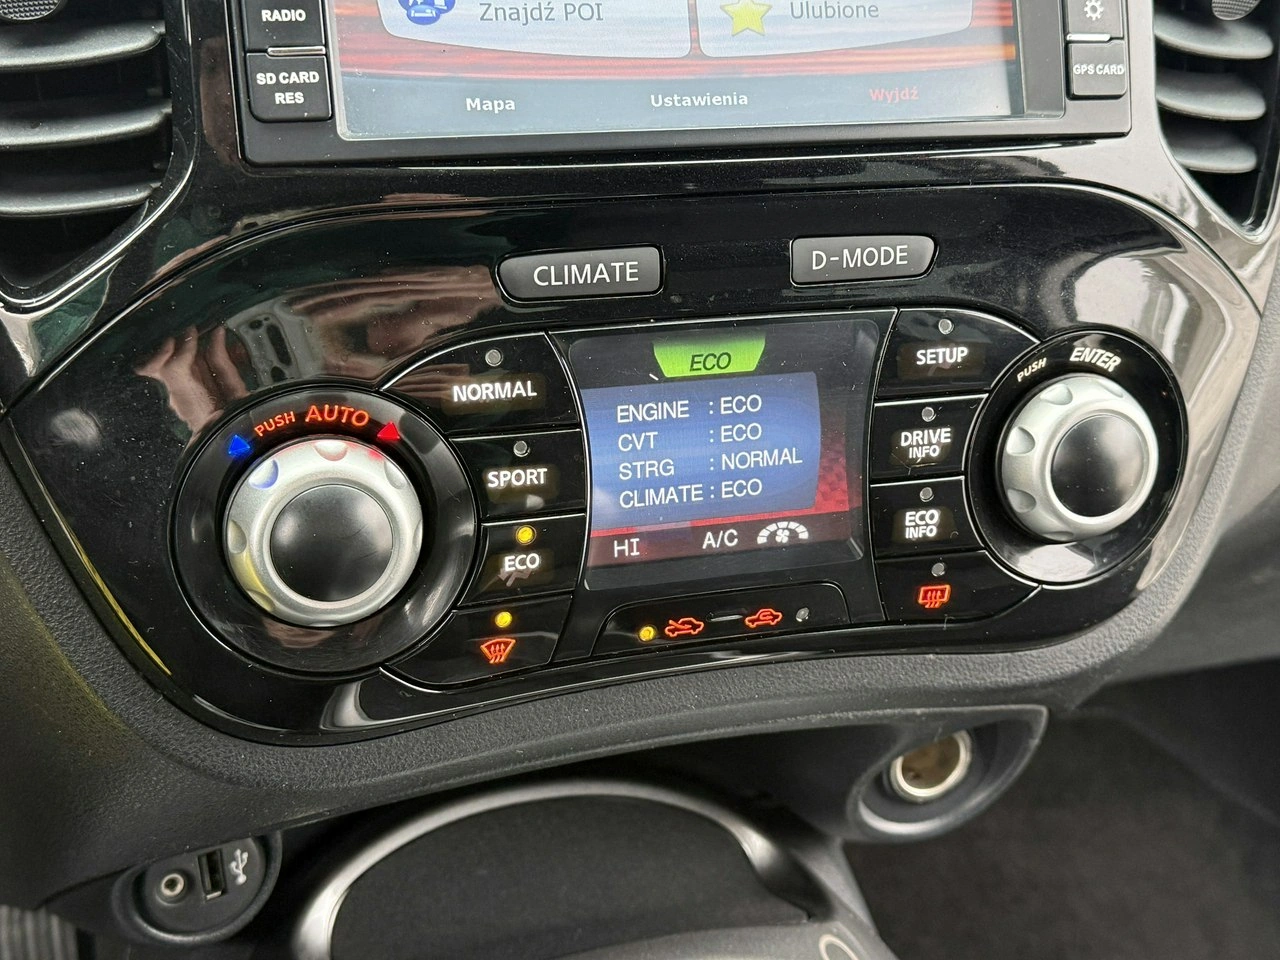 RADIO
SD CARD
RES
Znajdź POI
Ulubione
Mapa
Ustawienia
Wyjdź
GPS CARD
CLIMATE
D-MODE
PUSH AUTO
NORMAL
SPORT
ECO
ECO
ENGINE : ECO
CVT : ECO
STRG : NORMAL
CLIMATE : ECO
HI A/C
SETUP
DRIVE
INFO
ECO
INFO
PUSH ENTER